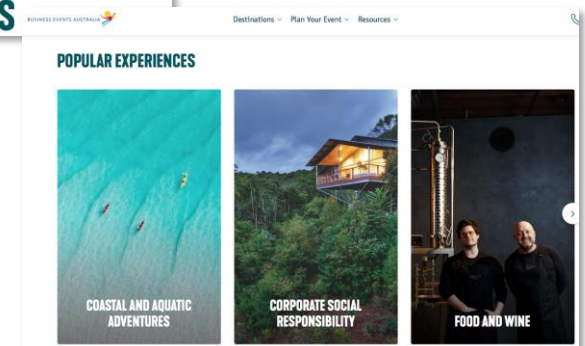 S
BUSINESS EVENTS AUSTRALIA
Destinations Plan Your Event Resources
POPULAR EXPERIENCES
COASTAL AND AQUATIC
ADVENTURES
CORPORATE SOCIAL
RESPONSIBILITY
FOOD AND WINE